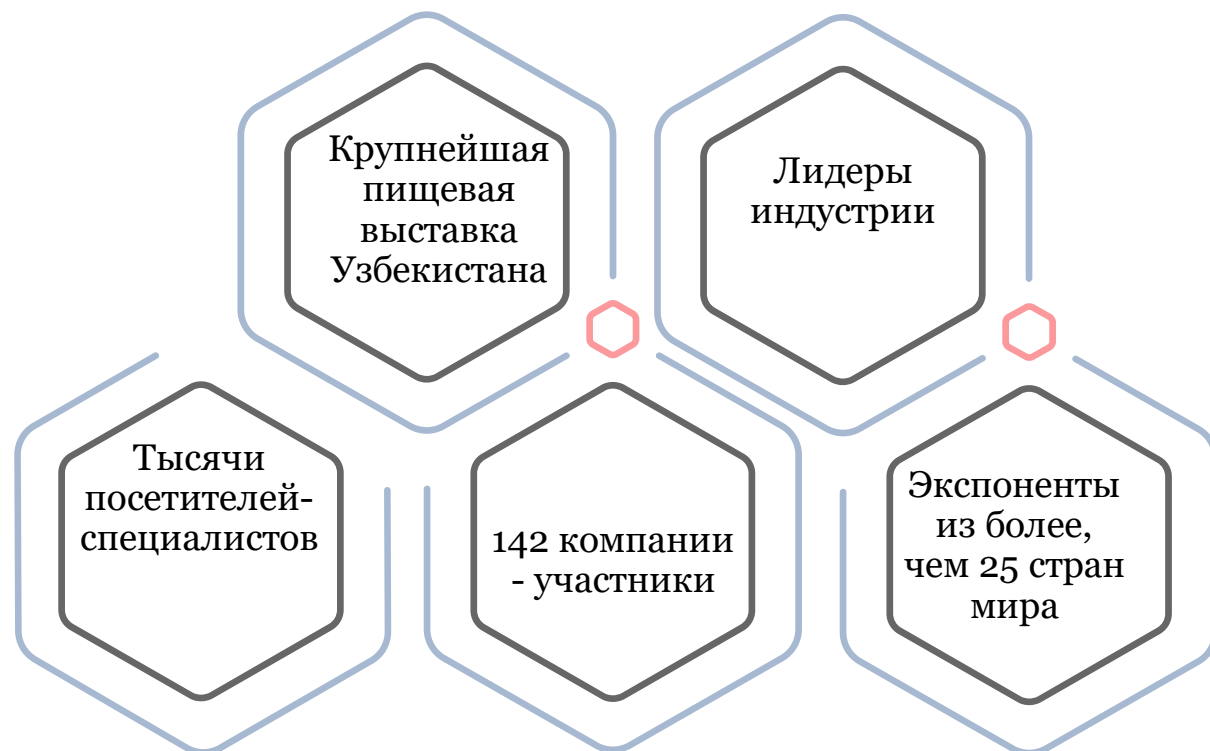 Крупнейшая
пищевая
выставка
Узбекистана
Лидеры
индустрии
Тысячи
посетителей-
специалистов
142 компании
- участники
Экспоненты
из более,
чем 25 стран
мира